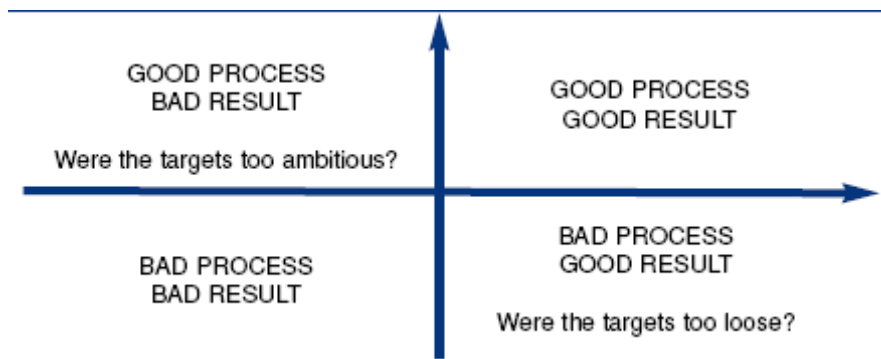 GOOD PROCESS
BAD RESULT
Were the targets too ambitious?
GOOD PROCESS
GOOD RESULT
BAD PROCESS
BAD RESULT
BAD PROCESS
GOOD RESULT
Were the targets too loose?